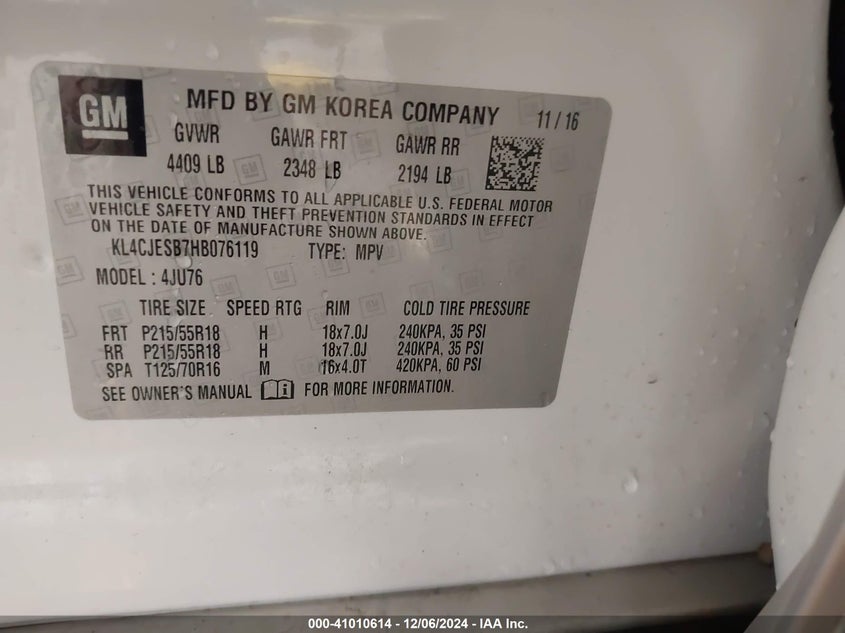 GM MFD BY GM KOREA COMPANY 11/16
GVWR GAWR FRT GAWR RR
4409 LB 2348 LB 2194 LB
THIS VEHICLE CONFORMS TO ALL APPLICABLE U.S. FEDERAL MOTOR
VEHICLE SAFETY AND THEFT PREVENTION STANDARDS IN EFFECT
ON THE DATE OF MANUFACTURE SHOWN ABOVE.
KL4CJESB7HB076119 TYPE: MPV
MODEL : 4JU76
TIRE SIZE SPEED RTG RIM COLD TIRE PRESSURE
FRT P215/55R18 H 18x7.0J 240KPA, 35 PSI
RR P215/55R18 H 18x7.0J 240KPA, 35 PSI
SPA T125/70R16 M 16x4.0T 420KPA, 60 PSI
SEE OWNER'S MANUAL FOR MORE INFORMATION.
000-41010614 - 12/06/2024 - IAA Inc.